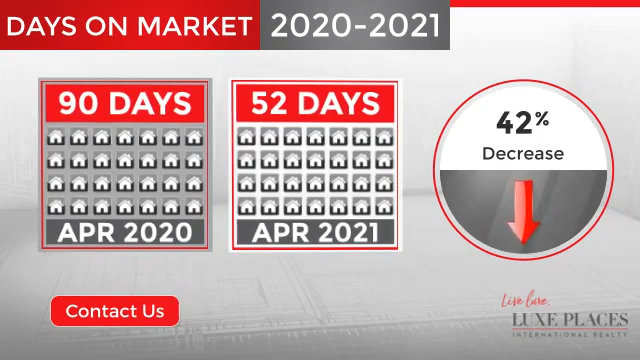 DAYS ON MARKET 2020-2021
90 DAYS
APR 2020
52 DAYS
APR 2021
42%
Decrease
Contact Us
Live luxe.
LUXE PLACES
INTERNATIONAL REALTY